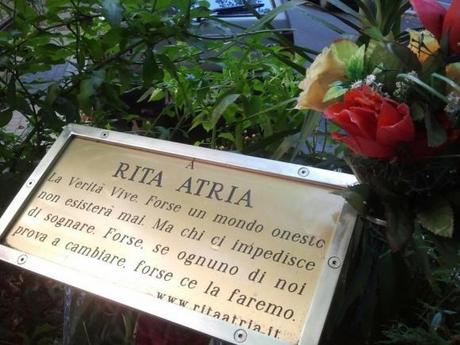 A
RITA ATRIA
La Verità Vive. Forse un mondo onesto
non esisterà mai. Ma chi ci impedisce
di sognare. Forse, se ognuno di noi
prova a cambiare, forse ce la faremo.
www.ritaatria.it